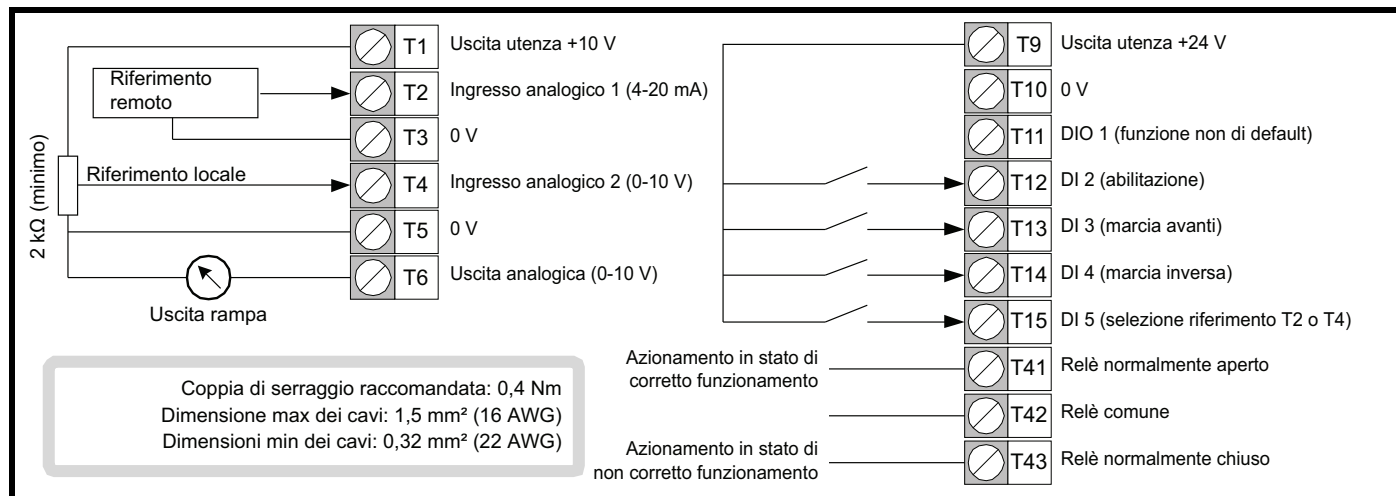 T1 Uscita utenza +10 V
Riferimento
remoto
T2 Ingresso analogico 1 (4-20 mA)
T3 0 V
2 kΩ (minimo)
Riferimento locale
T4 Ingresso analogico 2 (0-10 V)
T5 0 V
T6 Uscita analogica (0-10 V)
Uscita rampa
Coppia di serraggio raccomandata: 0,4 Nm
Dimensione max dei cavi: 1,5 mm² (16 AWG)
Dimensioni min dei cavi: 0,32 mm² (22 AWG)
T9 Uscita utenza +24 V
T10 0 V
T11 DIO 1 (funzione non di default)
T12 DI 2 (abilitazione)
T13 DI 3 (marcia avanti)
T14 DI 4 (marcia inversa)
T15 DI 5 (selezione riferimento T2 o T4)
Azionamento in stato di
corretto funzionamento
T41 Relè normalmente aperto
T42 Relè comune
Azionamento in stato di
non corretto funzionamento
T43 Relè normalmente chiuso